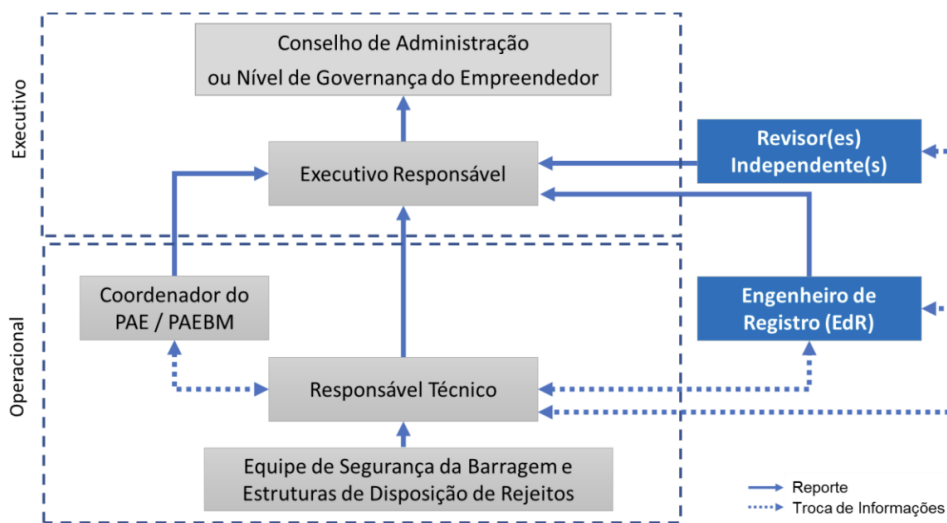 Executivo
Conselho de Administração
ou Nível de Governança do Empreendedor
Executivo Responsável
Revisor(es)
Independente(s)
Operacional
Coordenador do
PAE / PAEBM
Engenheiro de
Registro (EdR)
Responsável Técnico
Equipe de Segurança da Barragem e
Estruturas de Disposição de Rejeitos
Reporte
Troca de Informações